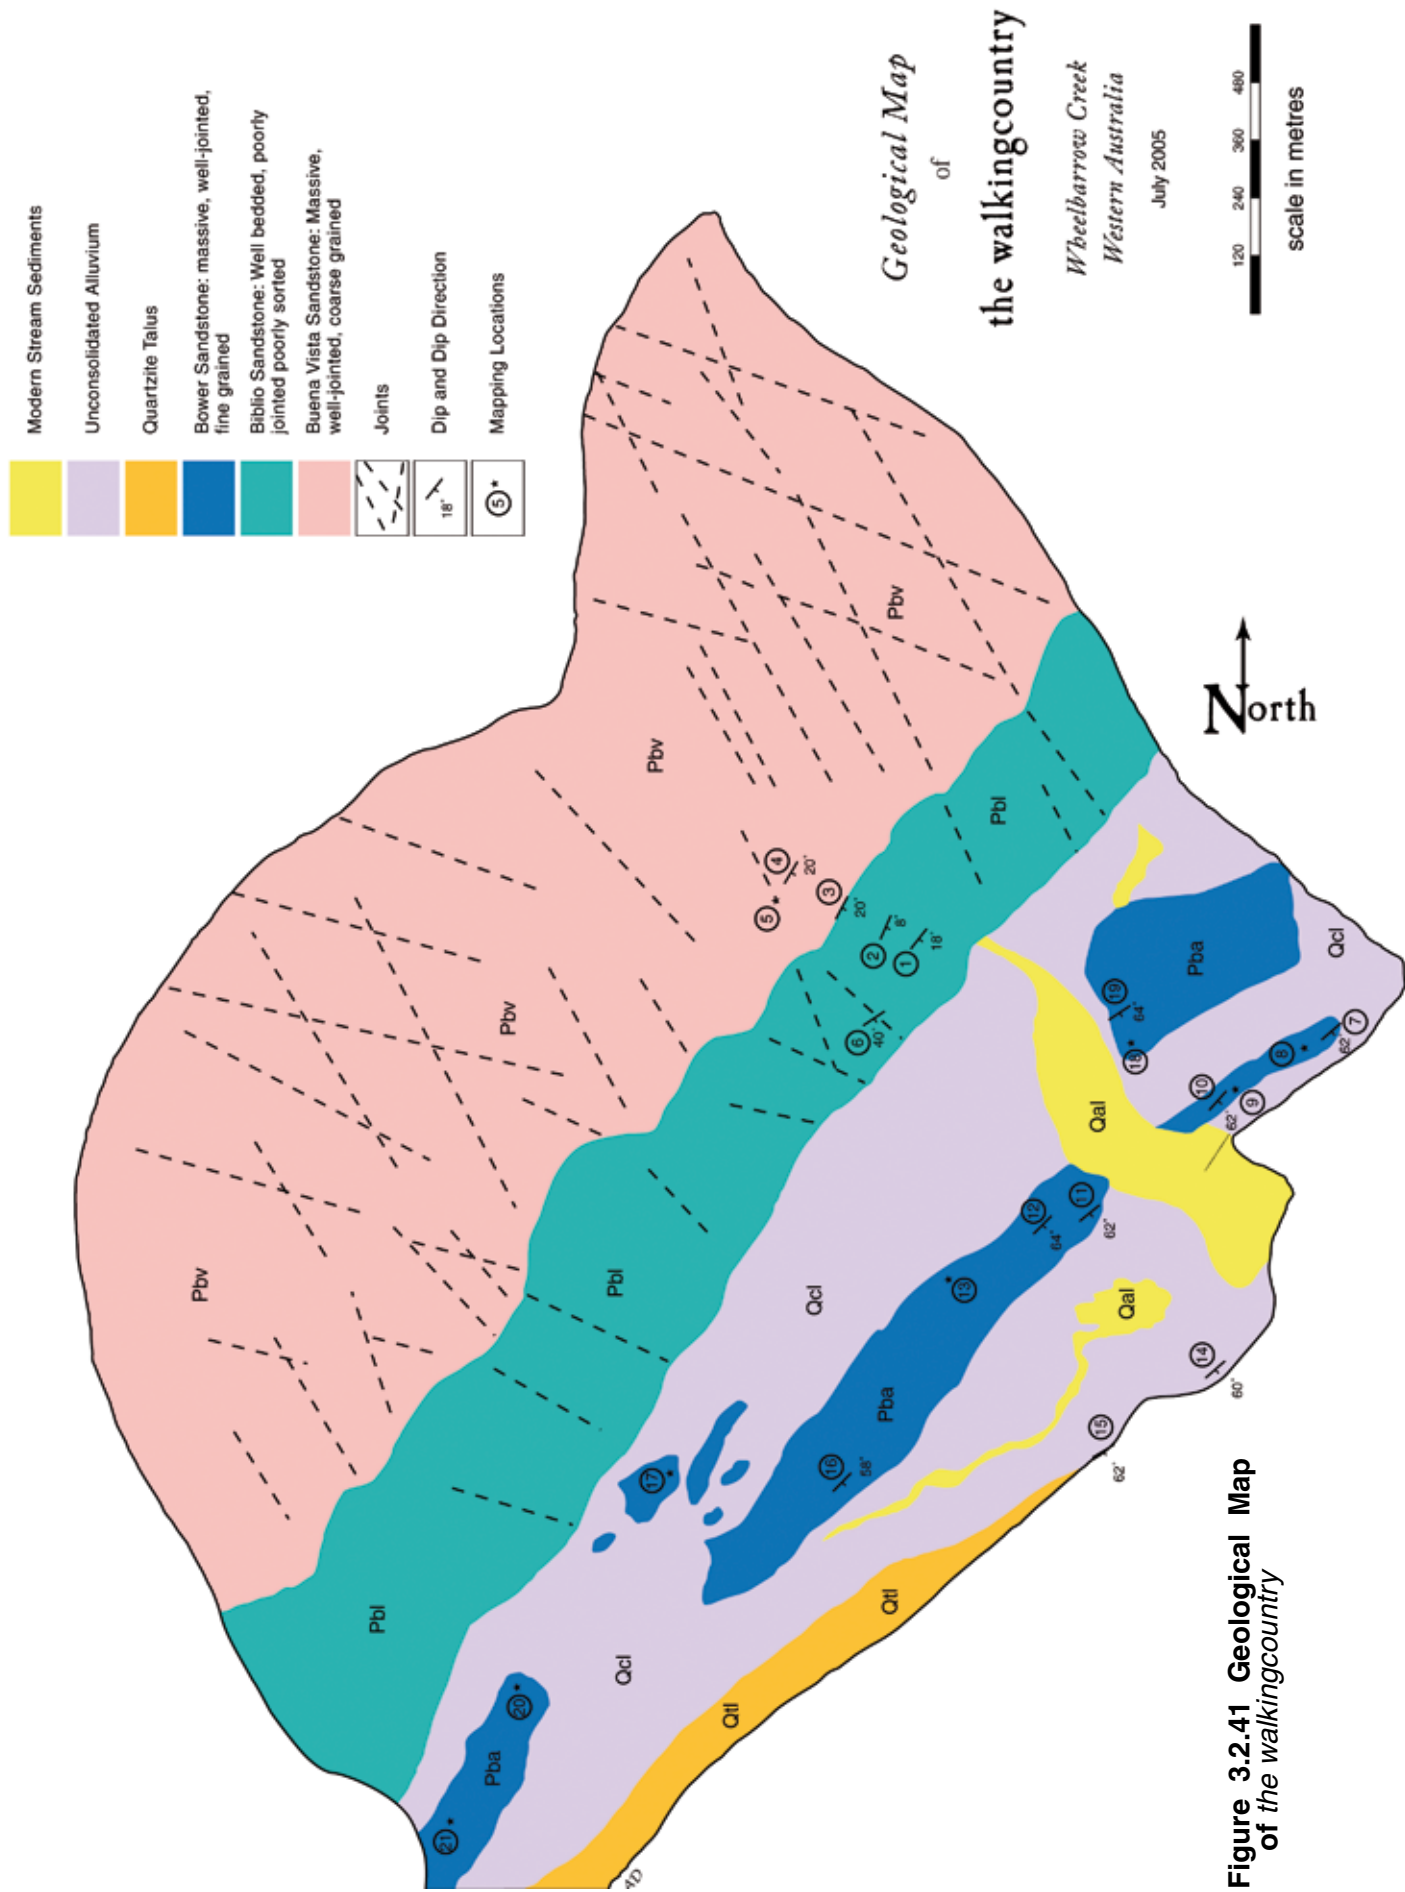 Modern Stream Sediments
Unconsolidated Alluvium
Quartzite Talus
Bower Sandstone: massive, well-jointed,
fine grained
Biblio Sandstone: Well bedded, poorly
jointed poorly sorted
Buena Vista Sandstone: Massive,
well-jointed, coarse grained
Joints
18°
Dip and Dip Direction
5
Mapping Locations
Geological Map
of
the walkingcountry
Wheelbarrow Creek
Western Australia
July 2005
120 240 360 480
scale in metres
North
Pbv
Pbv
Pbv
Pbv
Pbl
Pbl
Pbl
4
20°
5
3
20°
2
8°
1
18°
6
40°
Pba
Qcl
19
64°
18
7
62°
8
10
9
62°
Qal
11
62°
12
64°
13
Qcl
Qal
14
60°
15
62°
Pba
16
58°
17
Qtl
Qtl
Qcl
20
Pba
21
AD
Figure 3.2.41 Geological Map
of the walkingcountry